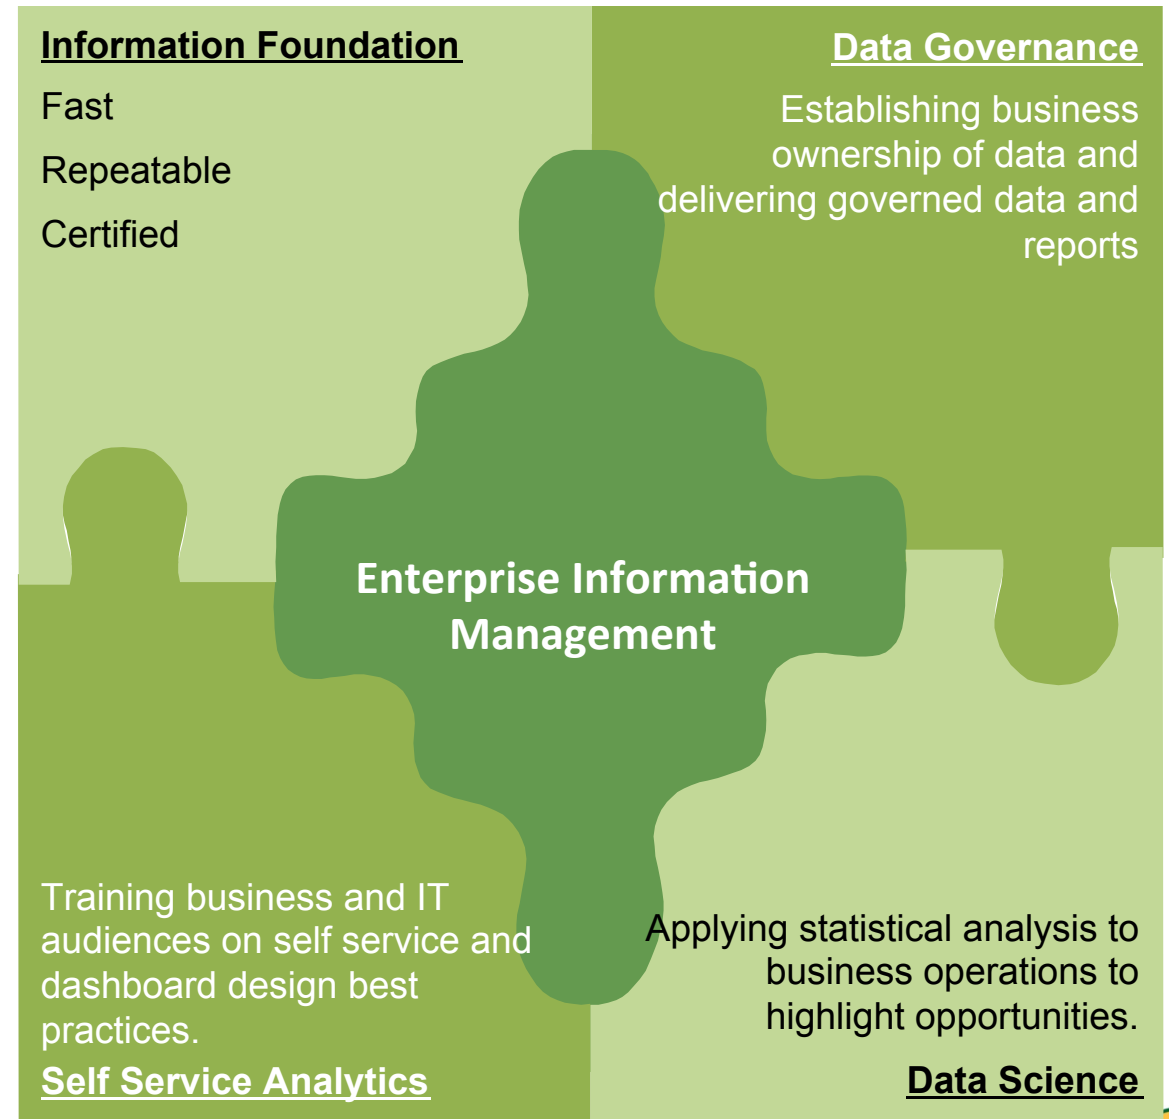 Information Foundation
Fast
Repeatable
Certified
Data Governance
Establishing business
ownership of data and
delivering governed data and
reports
Enterprise Information
Management
Training business and IT
audiences on self service and
dashboard design best
practices.
Self Service Analytics
Applying statistical analysis to
business operations to
highlight opportunities.
Data Science